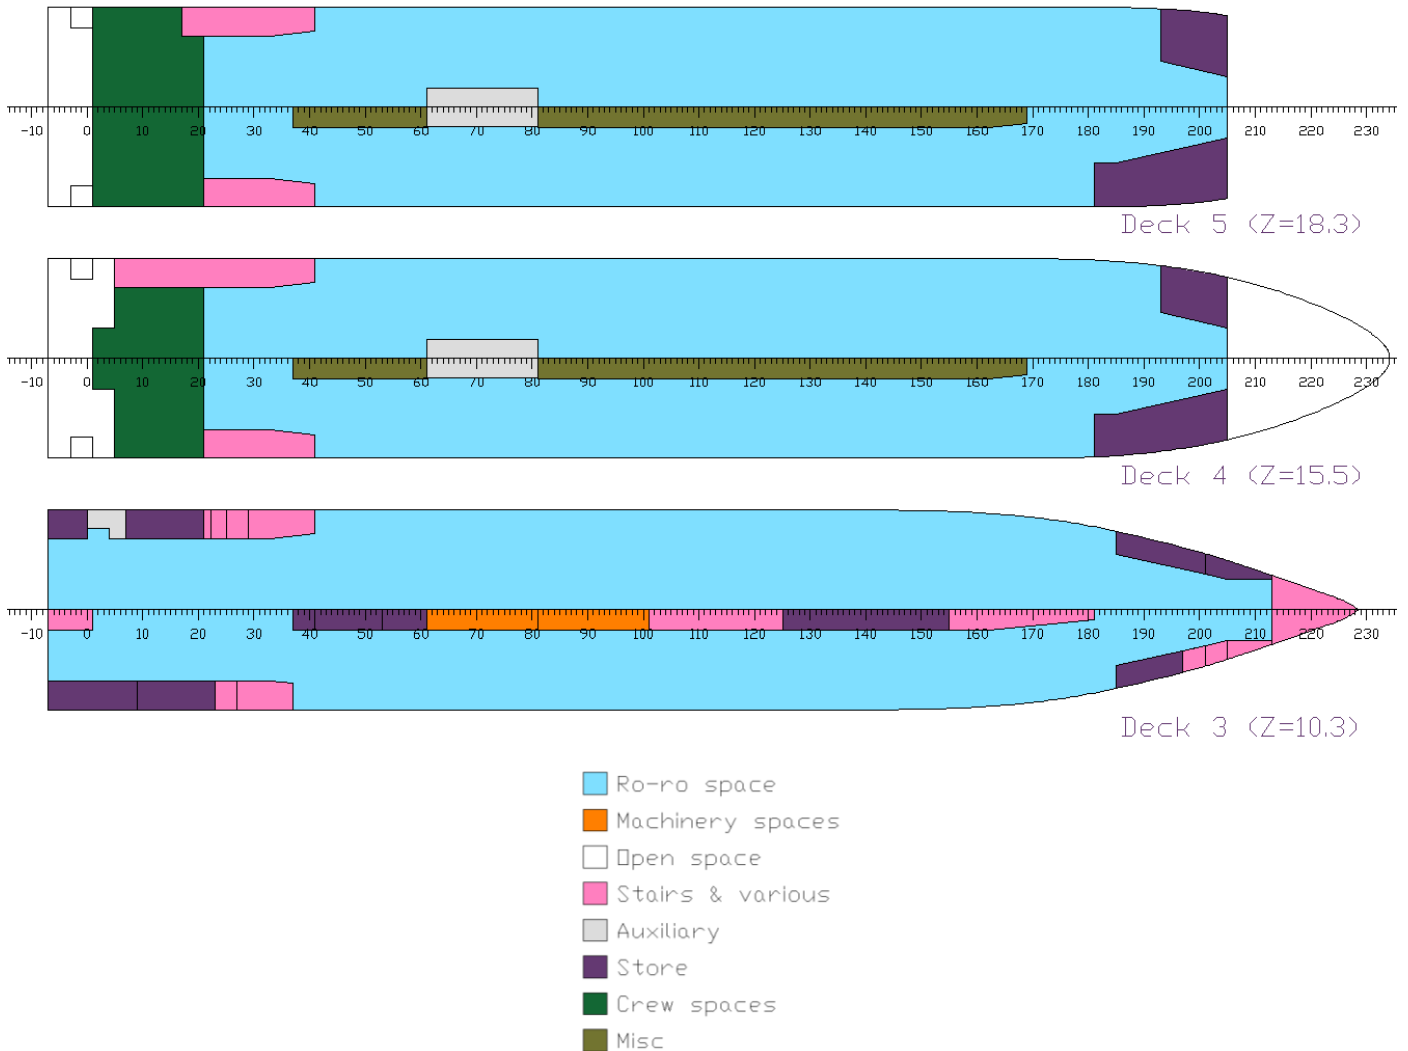 -10 0 10 20 30 40 50 60 70 80 90 100 110 120 130 140 150 160 170 180 190 200 210 220 230
Deck 5 (Z=18.3)
-10 0 10 20 30 40 50 60 70 80 90 100 110 120 130 140 150 160 170 180 190 200 210 220 230
Deck 4 (Z=15.5)
-10 0 10 20 30 40 50 60 70 80 90 100 110 120 130 140 150 160 170 180 190 200 210 220 230
Deck 3 (Z=10.3)
Ro-ro space
Machinery spaces
Open space
Stairs & various
Auxiliary
Store
Crew spaces
Misc